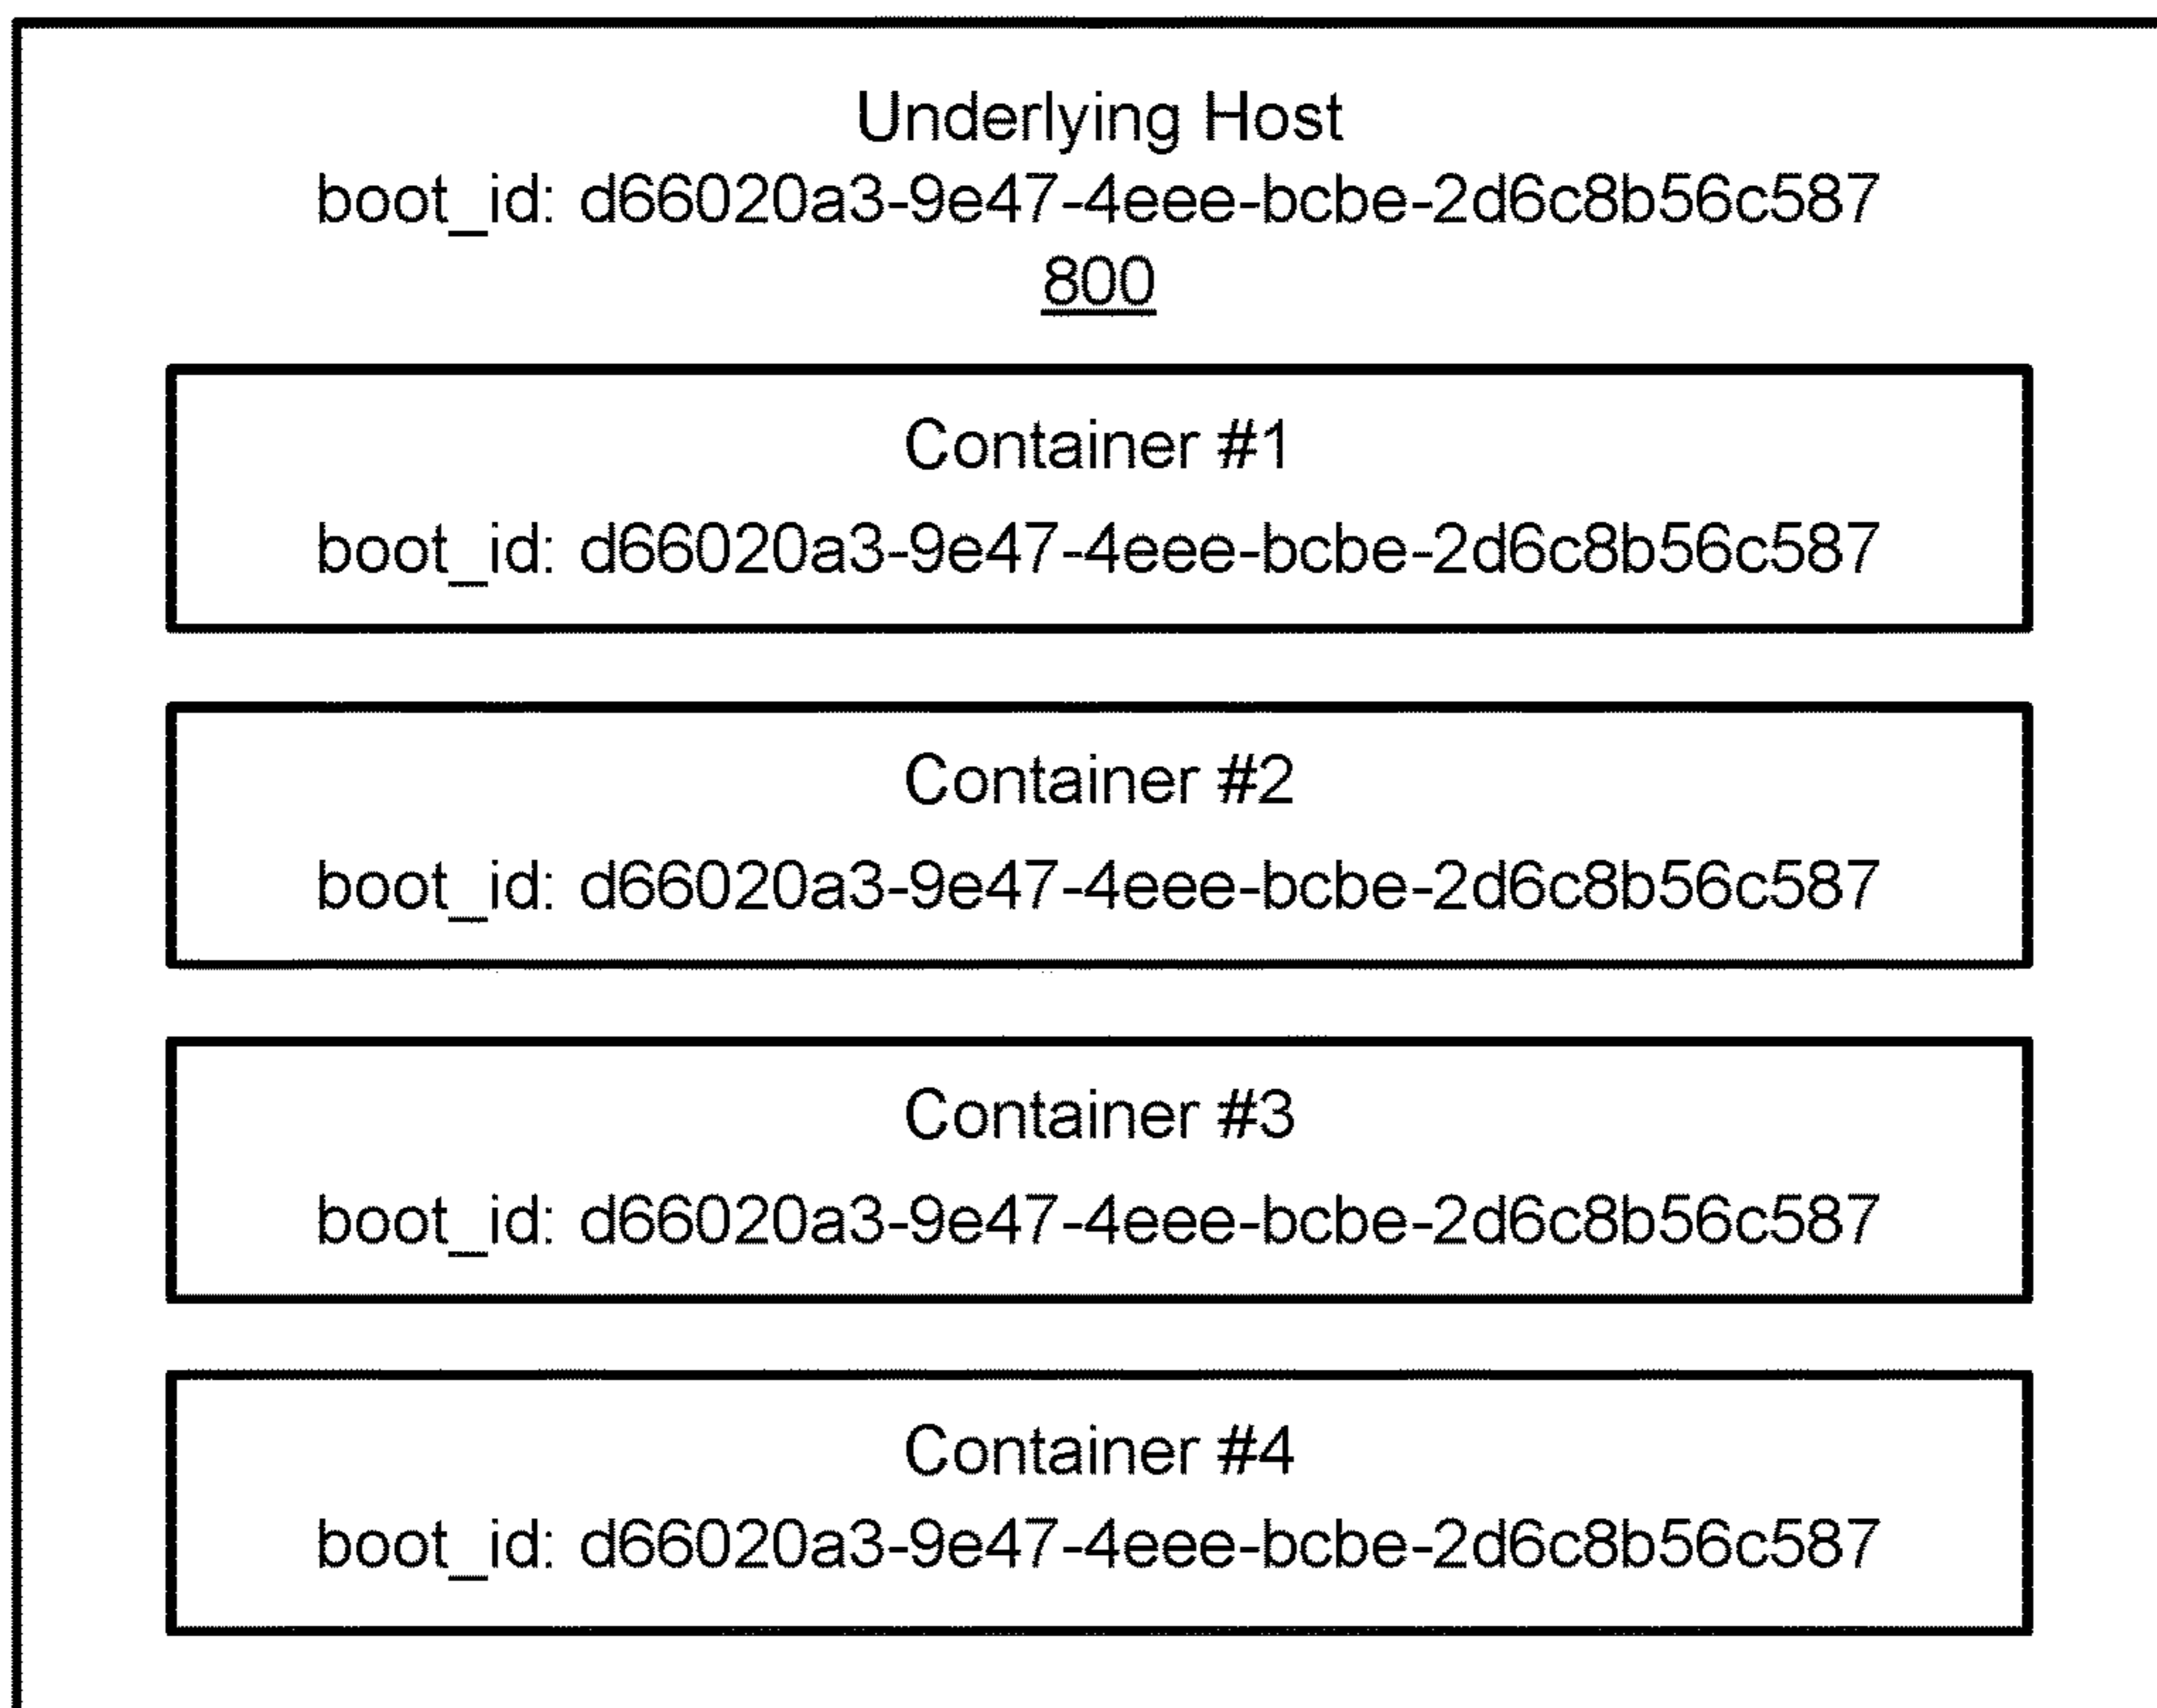 Underlying Host
boot_id: d66020a3-9e47-4eee-bcbe-2d6c8b56c587
800
Container #1
boot_id: d66020a3-9e47-4eee-bcbe-2d6c8b56c587
Container #2
boot_id: d66020a3-9e47-4eee-bcbe-2d6c8b56c587
Container #3
boot_id: d66020a3-9e47-4eee-bcbe-2d6c8b56c587
Container #4
boot_id: d66020a3-9e47-4eee-bcbe-2d6c8b56c587